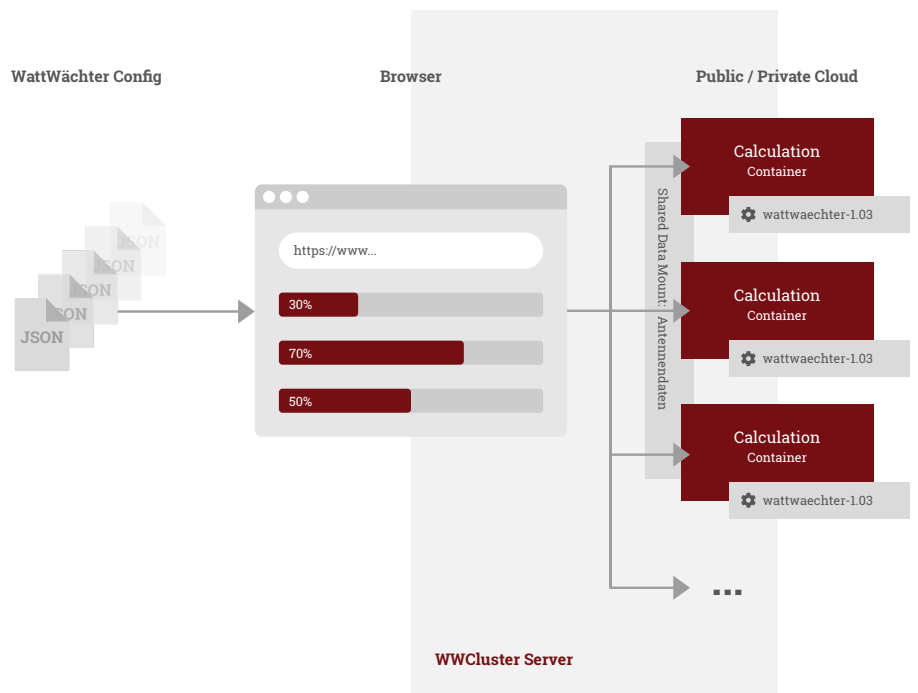 WattWächter Config
Browser
Public / Private Cloud
JSON
JSON
JSON
JSON
JSON
https://www...
30%
70%
50%
Shared Data Mount: Antennendaten
Calculation
Container
wattwaechter-1.03
Calculation
Container
wattwaechter-1.03
Calculation
Container
wattwaechter-1.03
...
WWCluster Server